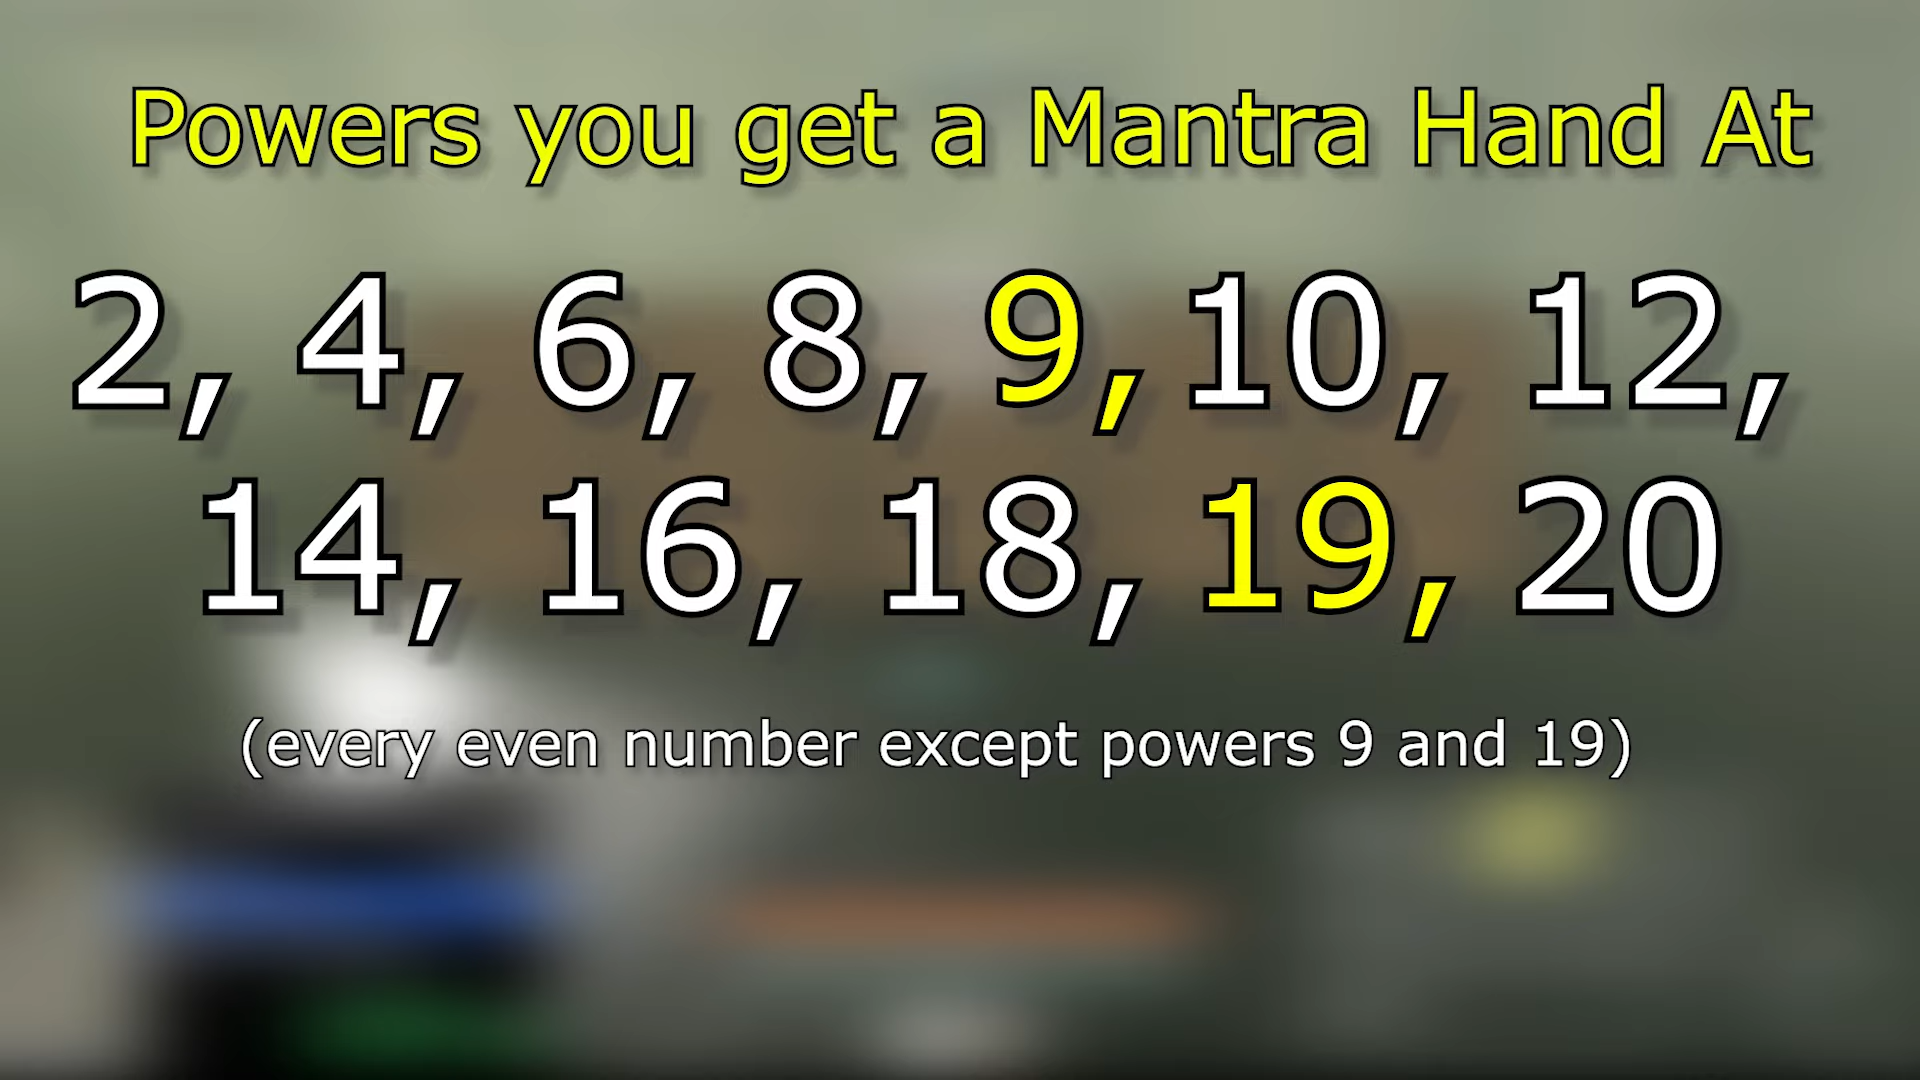 Powers you get a Mantra Hand At
2, 4, 6, 8, 9, 10, 12,
14, 16, 18, 19, 20
(every even number except powers 9 and 19)